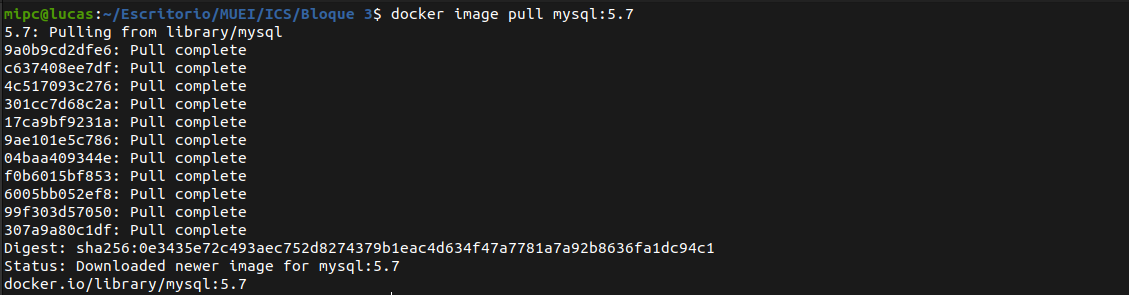 mipc@lucas:~/Escritorio/MUEI/ICS/Bloque 3$ docker image pull mysql:5.7
5.7: Pulling from library/mysql
9a0b9cd2dfe6: Pull complete
c637408ee7df: Pull complete
4c517093c276: Pull complete
301cc7d68c2a: Pull complete
17ca9bf9231a: Pull complete
9ae101e5c786: Pull complete
04baa409344e: Pull complete
f0b6015bf853: Pull complete
6005bb052ef8: Pull complete
99f303d57050: Pull complete
307a9a80c1df: Pull complete
Digest: sha256:0e3435e72c493aec752d8274379b1eac4d634f47a7781a7a92b8636fa1dc94c1
Status: Downloaded newer image for mysql:5.7
docker.io/library/mysql:5.7